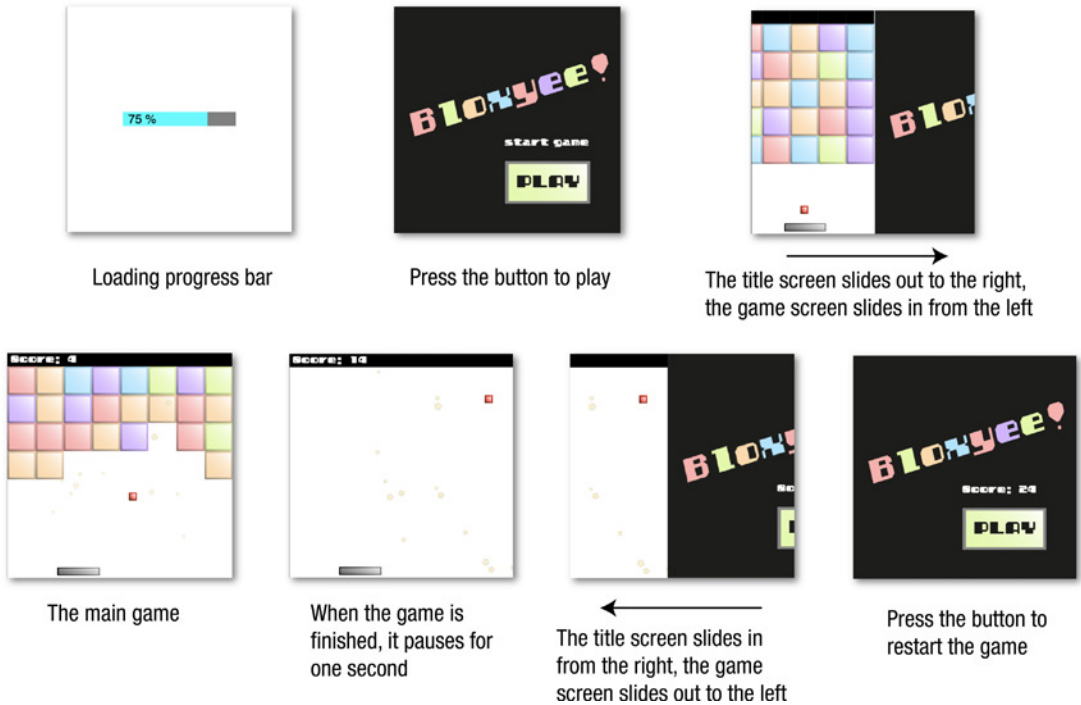 75 %
Bloxyee!
start game
PLAY
Blox
Loading progress bar
Press the button to play
The title screen slides out to the right,
the game screen slides in from the left
Score: 4
Score: 14
Bloxy
Sc
Bloxyee!
Score: 24
PLAY
The main game
When the game is
finished, it pauses for
one second
The title screen slides in
from the right, the game
screen slides out to the left
Press the button to
restart the game